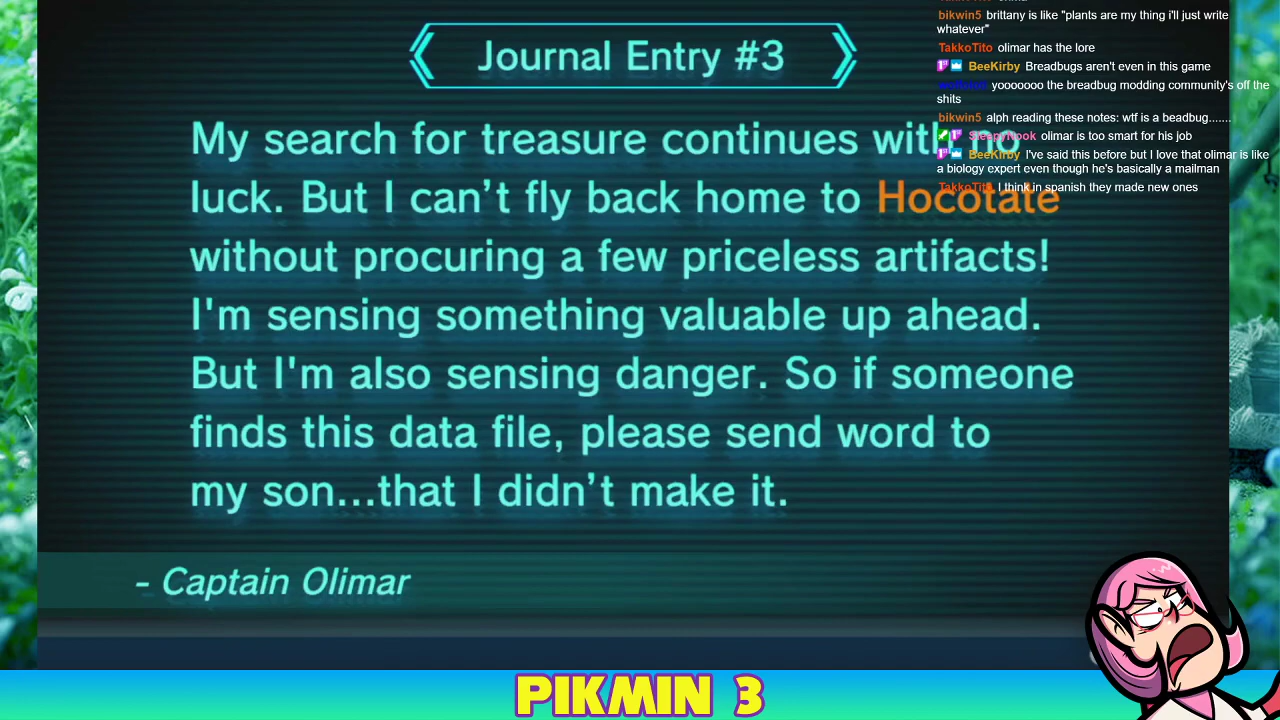 Journal Entry #3
My search for treasure continues with no
luck. But I can't fly back home to Hocotate
without procuring a few priceless artifacts!
I'm sensing something valuable up ahead.
But I'm also sensing danger. So if someone
finds this data file, please send word to
my son...that I didn't make it.
- Captain Olimar
bikwin5 brittany is like "plants are my thing i'll just write
whatever"
TakkoTito olimar has the lore
BeeKirby Breadbugs aren't even in this game
yooooooo the breadbug modding community's off the
shits
bikwin5 alph reading these notes: wtf is a beadbug.......
SleepyNook olimar is too smart for his job
BeeKirby I've said this before but I love that olimar is like
a biology expert even though he's basically a mailman
TakkoTito I think in spanish they made new ones
PIKMIN 3